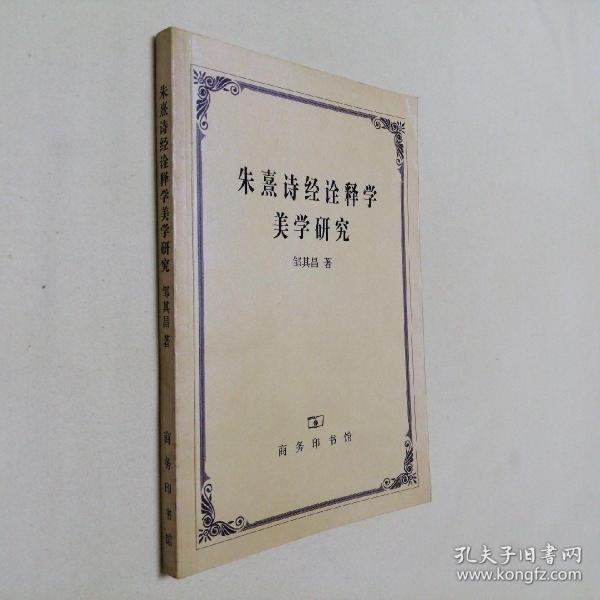 朱熹诗经诠释学美学研究 邹其昌 著 商务印书馆
朱熹诗经诠释学
美学研究
邹其昌 著
商务印书馆
孔夫子旧书网
www.kongfz.com